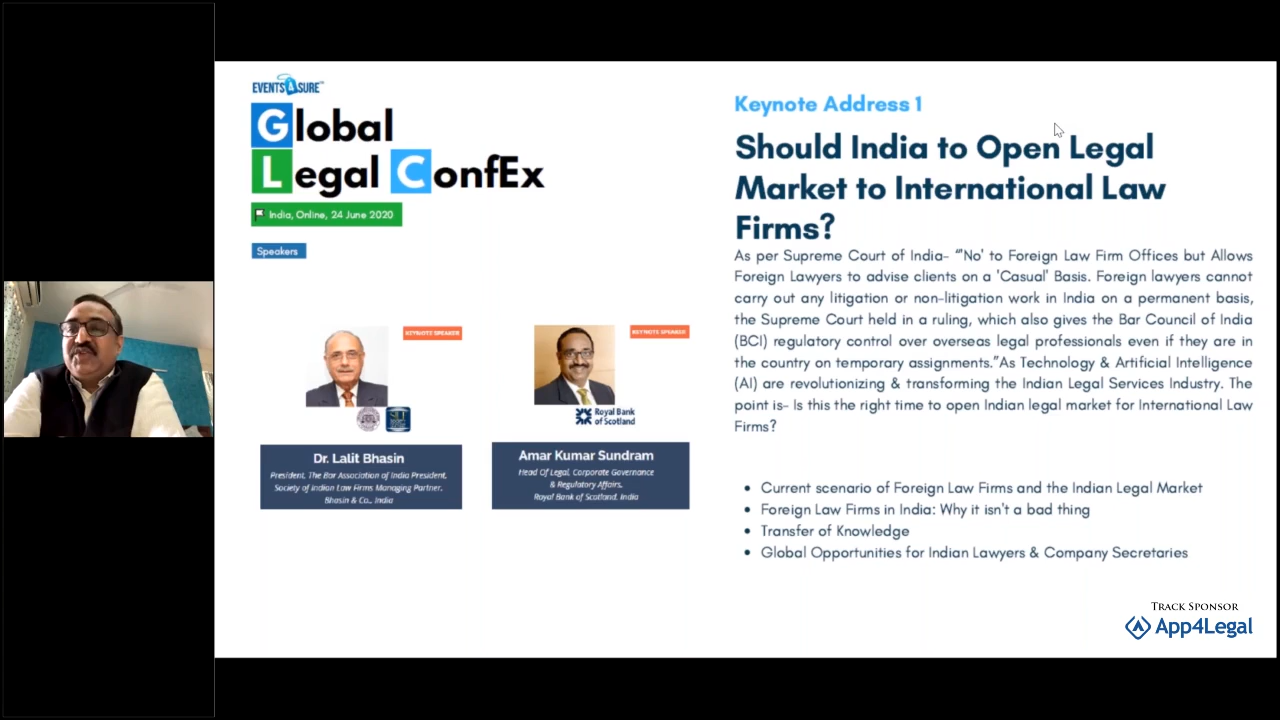 EVENTS4SURE™
Global
Legal ConfEx
India, Online, 24 June 2020
Speakers
KEYNOTE SPEAKER
Dr. Lalit Bhasin
President, The Bar Association of India President,
Society of Indian Law Firms Managing Partner,
Bhasin & Co., India
KEYNOTE SPEAKER
Royal Bank
of Scotland
Amar Kumar Sundram
Head Of Legal, Corporate Governance
& Regulatory Affairs,
Royal Bank of Scotland, India
Keynote Address 1
Should India to Open Legal
Market to International Law
Firms?
As per Supreme Court of India- “'No' to Foreign Law Firm Offices but Allows
Foreign Lawyers to advise clients on a 'Casual' Basis. Foreign lawyers cannot
carry out any litigation or non-litigation work in India on a permanent basis,
the Supreme Court held in a ruling, which also gives the Bar Council of India
(BCI) regulatory control over overseas legal professionals even if they are in
the country on temporary assignments.”As Technology & Artificial Intelligence
(AI) are revolutionizing & transforming the Indian Legal Services Industry. The
point is- Is this the right time to open Indian legal market for International Law
Firms?
• Current scenario of Foreign Law Firms and the Indian Legal Market
• Foreign Law Firms in India: Why it isn't a bad thing
• Transfer of Knowledge
• Global Opportunities for Indian Lawyers & Company Secretaries
TRACK SPONSOR
App4Legal